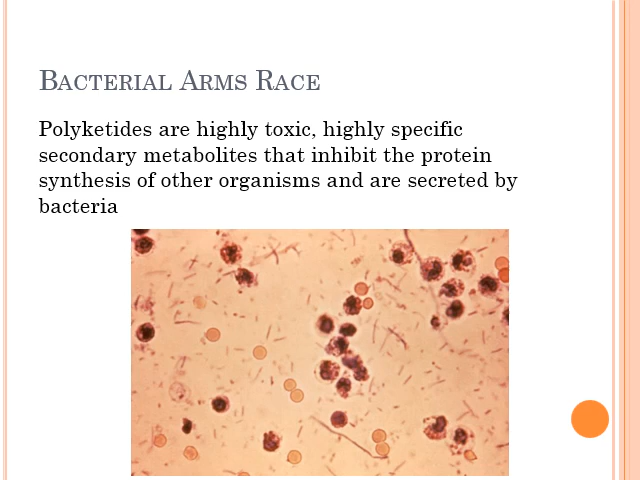 Bacterial Arms Race
Polyketides are highly toxic, highly specific
secondary metabolites that inhibit the protein
synthesis of other organisms and are secreted by
bacteria